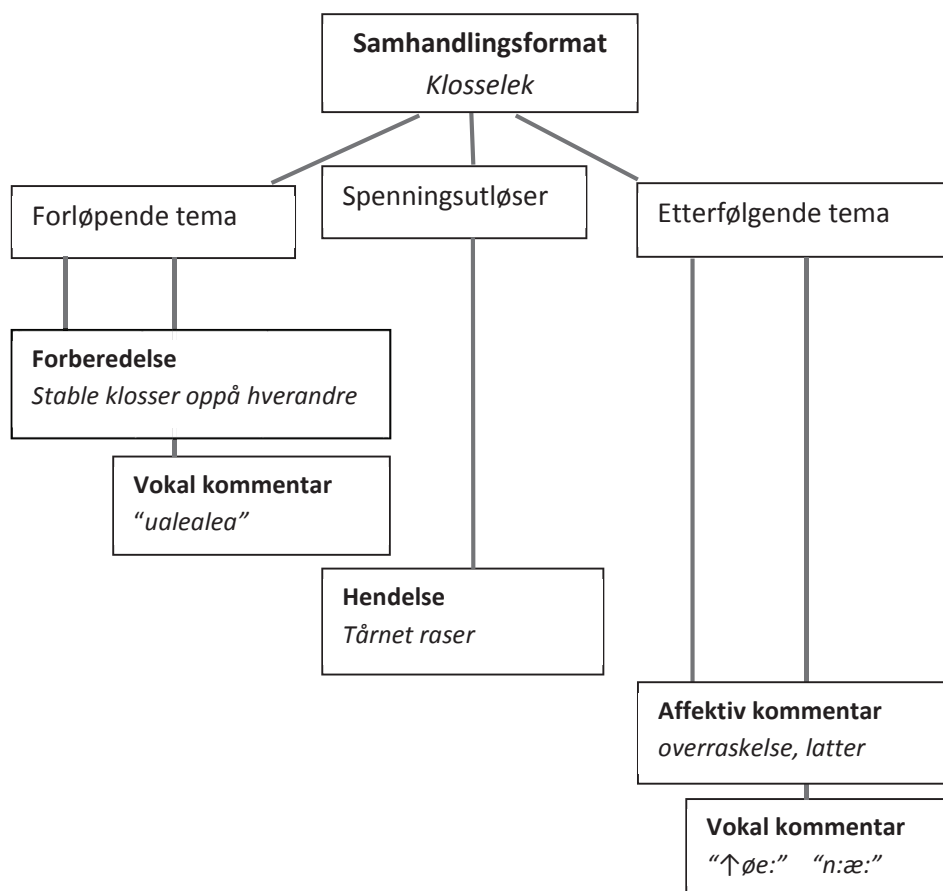 Samhandlingsformat
Klosselek
Forløpende tema
Spenningsutløser
Etterfølgende tema
Forberedelse
Stable klosser oppå hverandre
Vokal kommentar
“ualealea”
Hendelse
Tårnet raser
Affektiv kommentar
overraskelse, latter
Vokal kommentar
“↑øe:” “n:æ:”